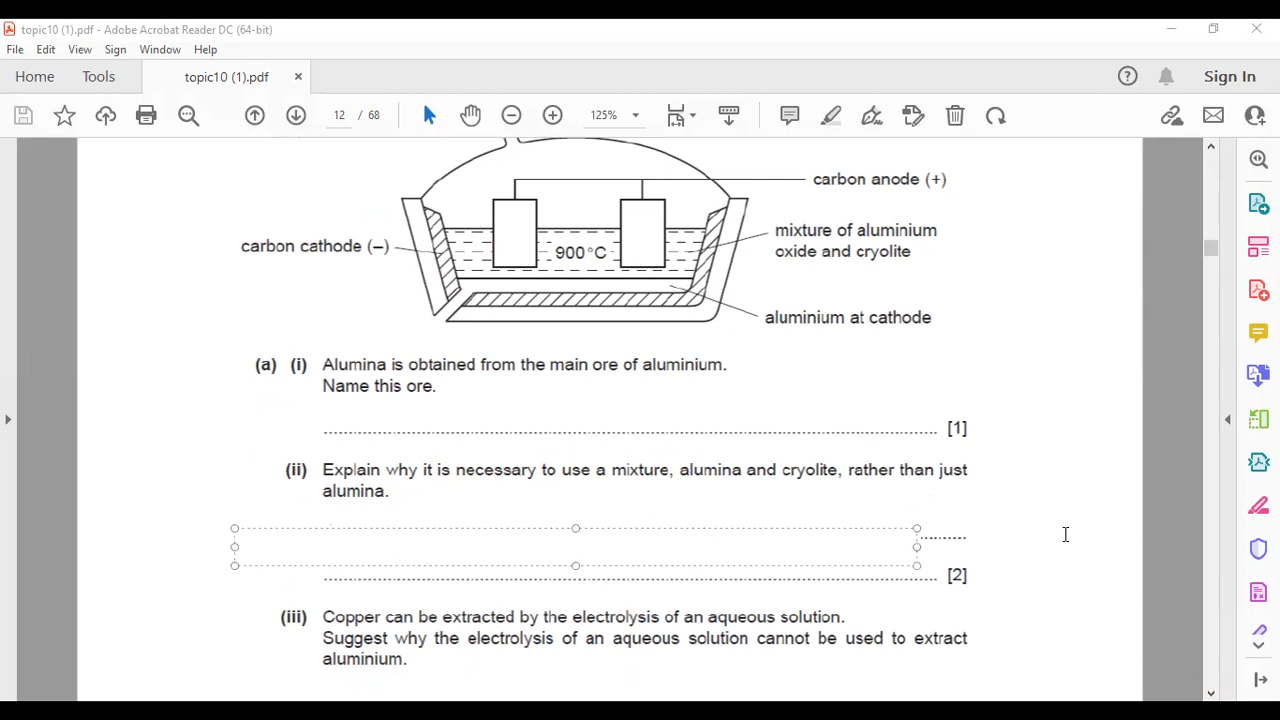 topic10 (1).pdf - Adobe Acrobat Reader DC (64-bit)
File Edit View Sign Window Help
Home Tools topic10 (1).pdf × Sign In
12 / 68 125%
carbon anode (+)
carbon cathode (–)
mixture of aluminium
oxide and cryolite
900 °C
aluminium at cathode
(a) (i) Alumina is obtained from the main ore of aluminium.
Name this ore.
[1]
(ii) Explain why it is necessary to use a mixture, alumina and cryolite, rather than just
alumina.
[2]
(iii) Copper can be extracted by the electrolysis of an aqueous solution.
Suggest why the electrolysis of an aqueous solution cannot be used to extract
aluminium.